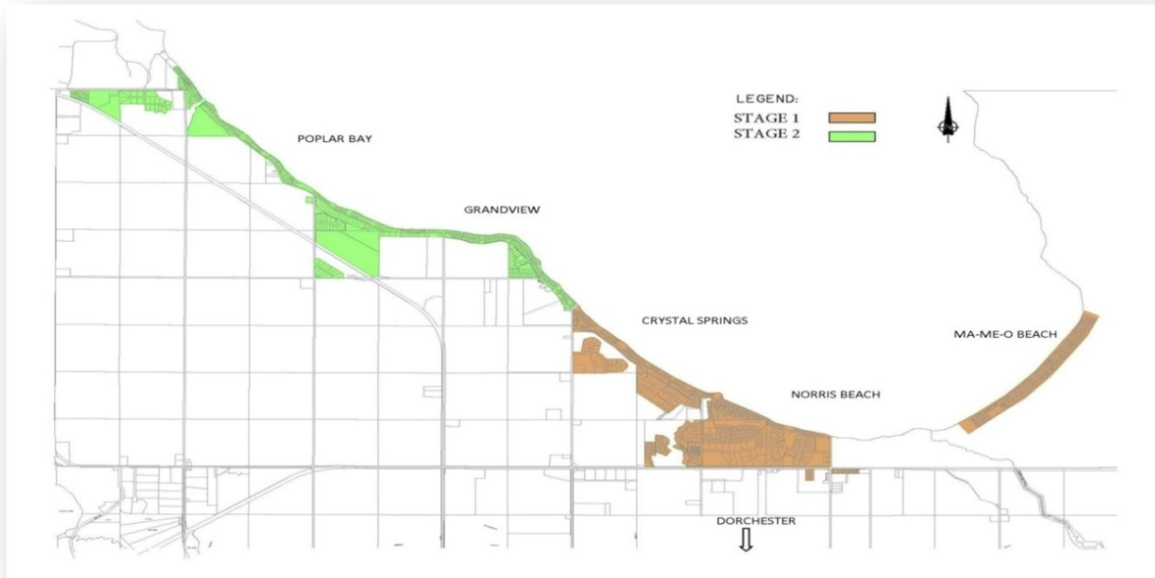 LEGEND:
STAGE 1
STAGE 2
POPLAR BAY
GRANDVIEW
CRYSTAL SPRINGS
MA-ME-O BEACH
NORRIS BEACH
DORCHESTER